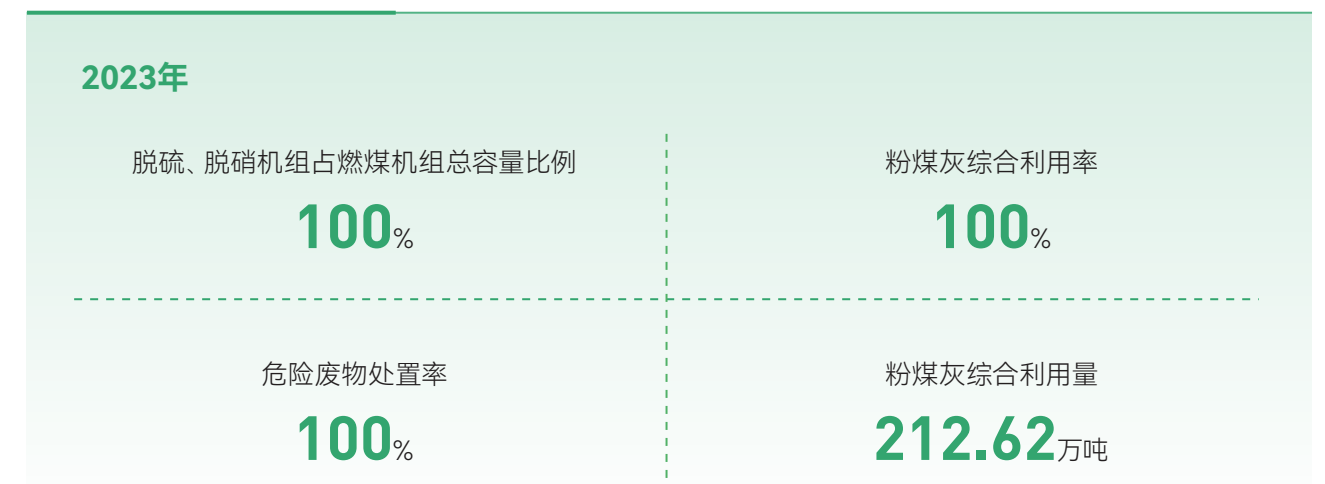 2023年
脱硫、脱硝机组占燃煤机组总容量比例
100%
粉煤灰综合利用率
100%
危险废物处置率
100%
粉煤灰综合利用量
212.62万吨